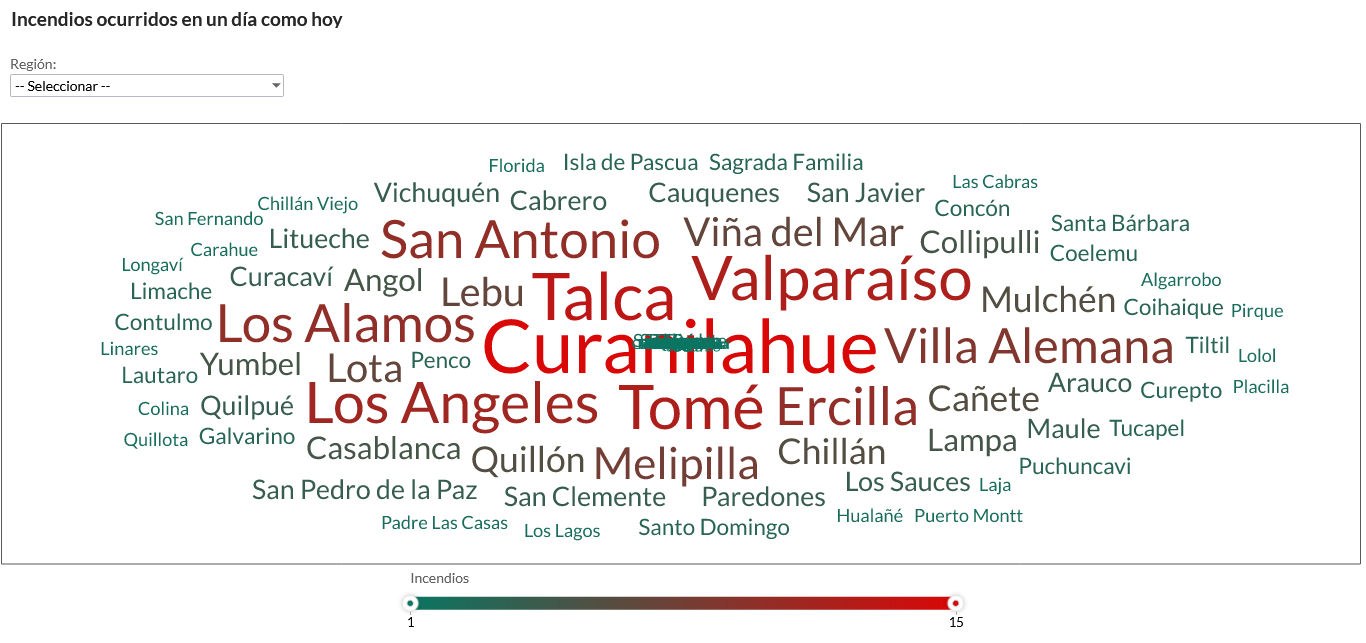 Incendios ocurridos en un día como hoy
Región:
-- Seleccionar --
Florida Isla de Pascua Sagrada Familia
Las Cabras
Chillán Viejo Vichuquén Cabrero Cauquenes San Javier Concón
San Fernando Santa Bárbara
Carahue Litueche San Antonio Viña del Mar Collipulli Coelemu
Longaví Curacaví Angol Lebu Talca Valparaíso Algarrobo
Limache Mulchén Coihaique Pirque
Contulmo Los Alamos
Linares Curanilahue Villa Alemana Tiltil Lolol
Yumbel Lota Penco
Lautaro Arauco Curepto Placilla
Colina Quilpué Los Angeles Tomé Ercilla Cañete
Quillota Galvarino Maule Tucapel
Casablanca Quillón Melipilla Chillán Lampa Puchuncavi
San Pedro de la Paz San Clemente Paredones Los Sauces Laja
Padre Las Casas Los Lagos Santo Domingo Hualañé Puerto Montt
Incendios
1 15